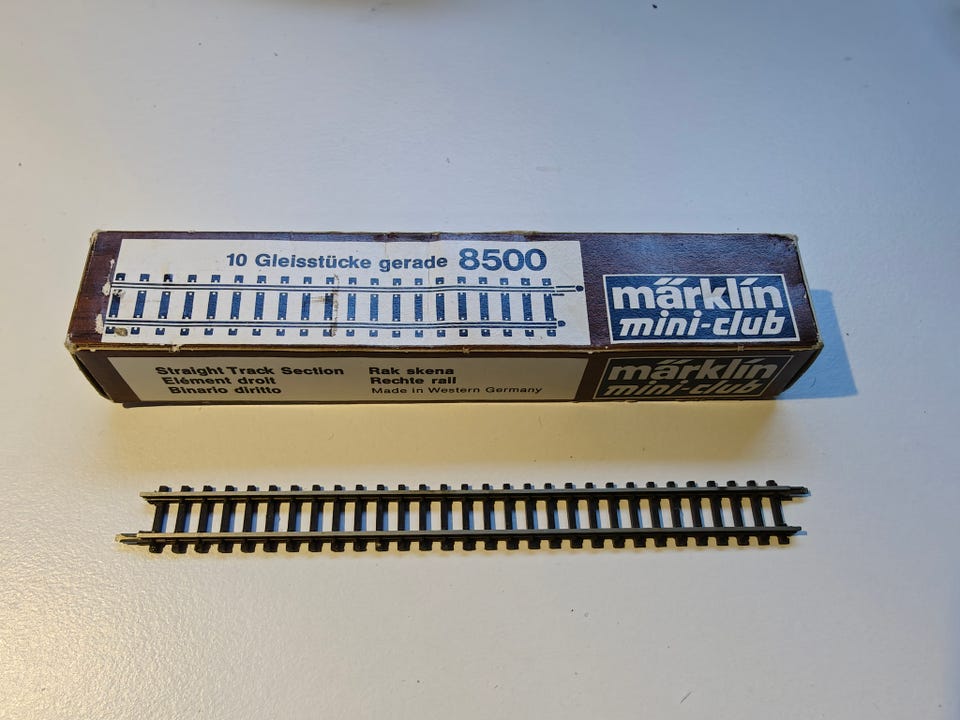 10 Gleisstücke gerade 8500
märklin
mini-club
Straight Track Section
Elément droit
Binario diritto
Rak skena
Rechte rail
Made in Western Germany
märklin
mini-club